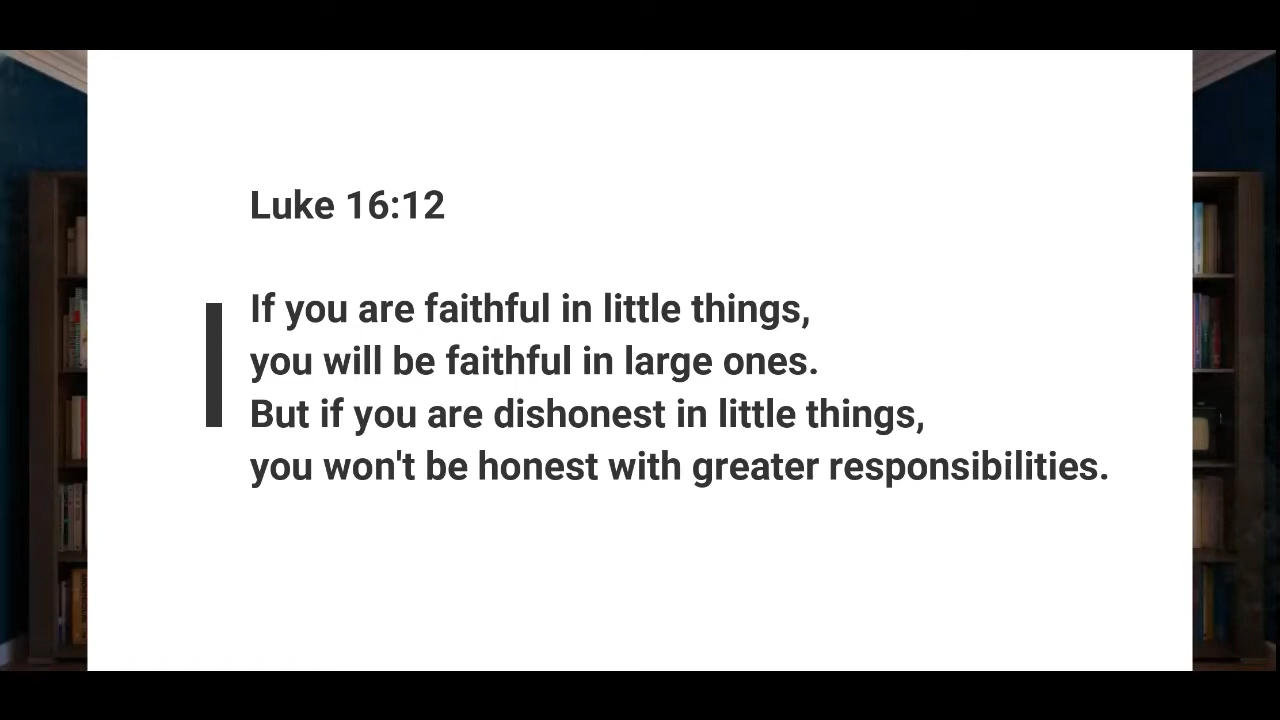 Luke 16:12
If you are faithful in little things,
you will be faithful in large ones.
But if you are dishonest in little things,
you won't be honest with greater responsibilities.